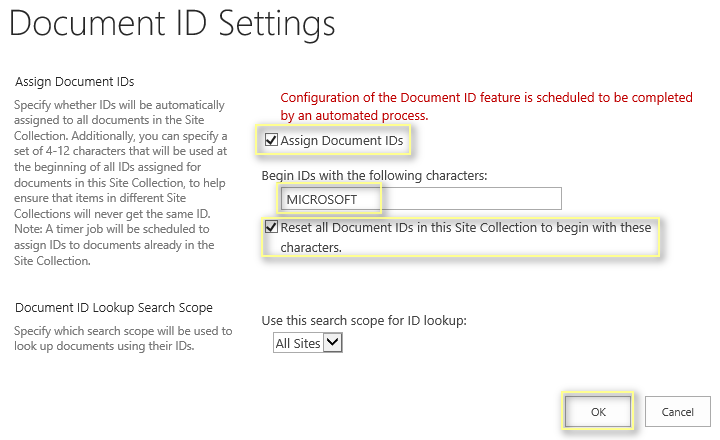 Document ID Settings
Assign Document IDs
Specify whether IDs will be automatically
assigned to all documents in the Site
Collection. Additionally, you can specify a
set of 4-12 characters that will be used at
the beginning of all IDs assigned for
documents in this Site Collection, to help
ensure that items in different Site
Collections will never get the same ID.
Note: A timer job will be scheduled to
assign IDs to documents already in the
Site Collection.
Configuration of the Document ID feature is scheduled to be completed
by an automated process.
Assign Document IDs
Begin IDs with the following characters:
MICROSOFT
Reset all Document IDs in this Site Collection to begin with these
characters.
Document ID Lookup Search Scope
Specify which search scope will be used to
look up documents using their IDs.
Use this search scope for ID lookup:
All Sites
OK
Cancel